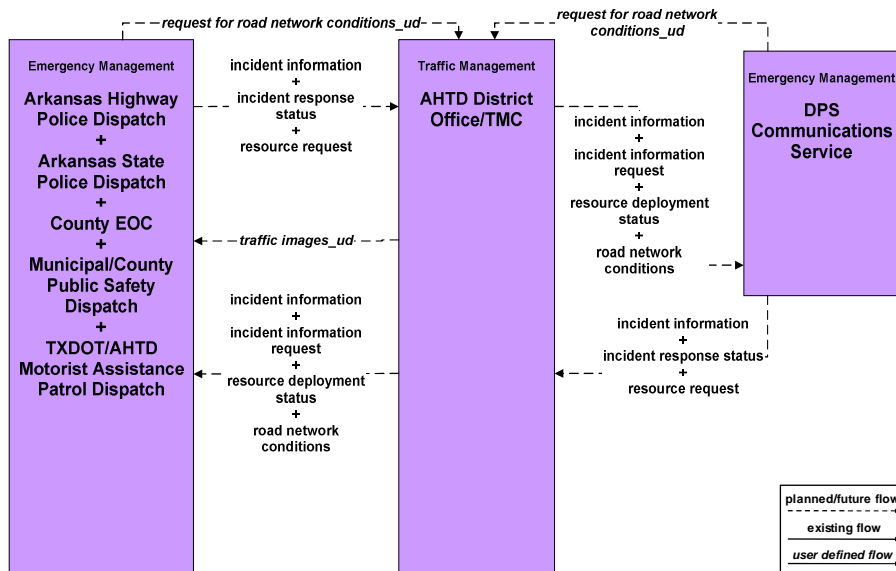 request for road network conditions_ud
request for road network
conditions_ud
Emergency Management
Arkansas Highway
Police Dispatch
+
Arkansas State
Police Dispatch
+
County EOC
+
Municipal/County
Public Safety
Dispatch
+
TXDOT/AHTD
Motorist Assistance
Patrol Dispatch
incident information
+
incident response
status
+
resource request
traffic images_ud
incident information
+
incident information
request
+
resource deployment
status
+
road network
conditions
Traffic Management
AHTD District
Office/TMC
incident information
+
incident information
request
+
resource deployment
status
+
road network
conditions
incident information
+
incident response status
+
resource request
Emergency Management
DPS
Communications
Service
planned/future flow
existing flow
user defined flow